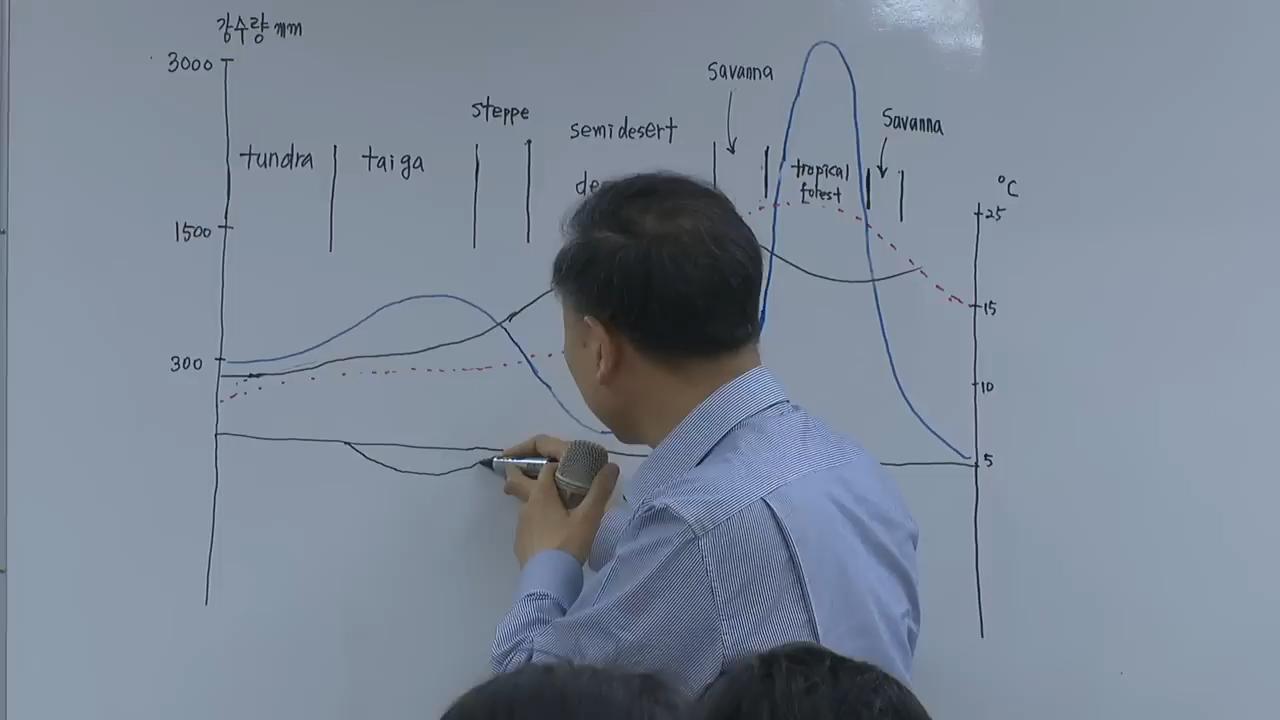 강수량 mm
3000
1500
300
tundra
taiga
steppe
semidesert
savanna
tropical
forest
Savanna
°C
25
15
10
5